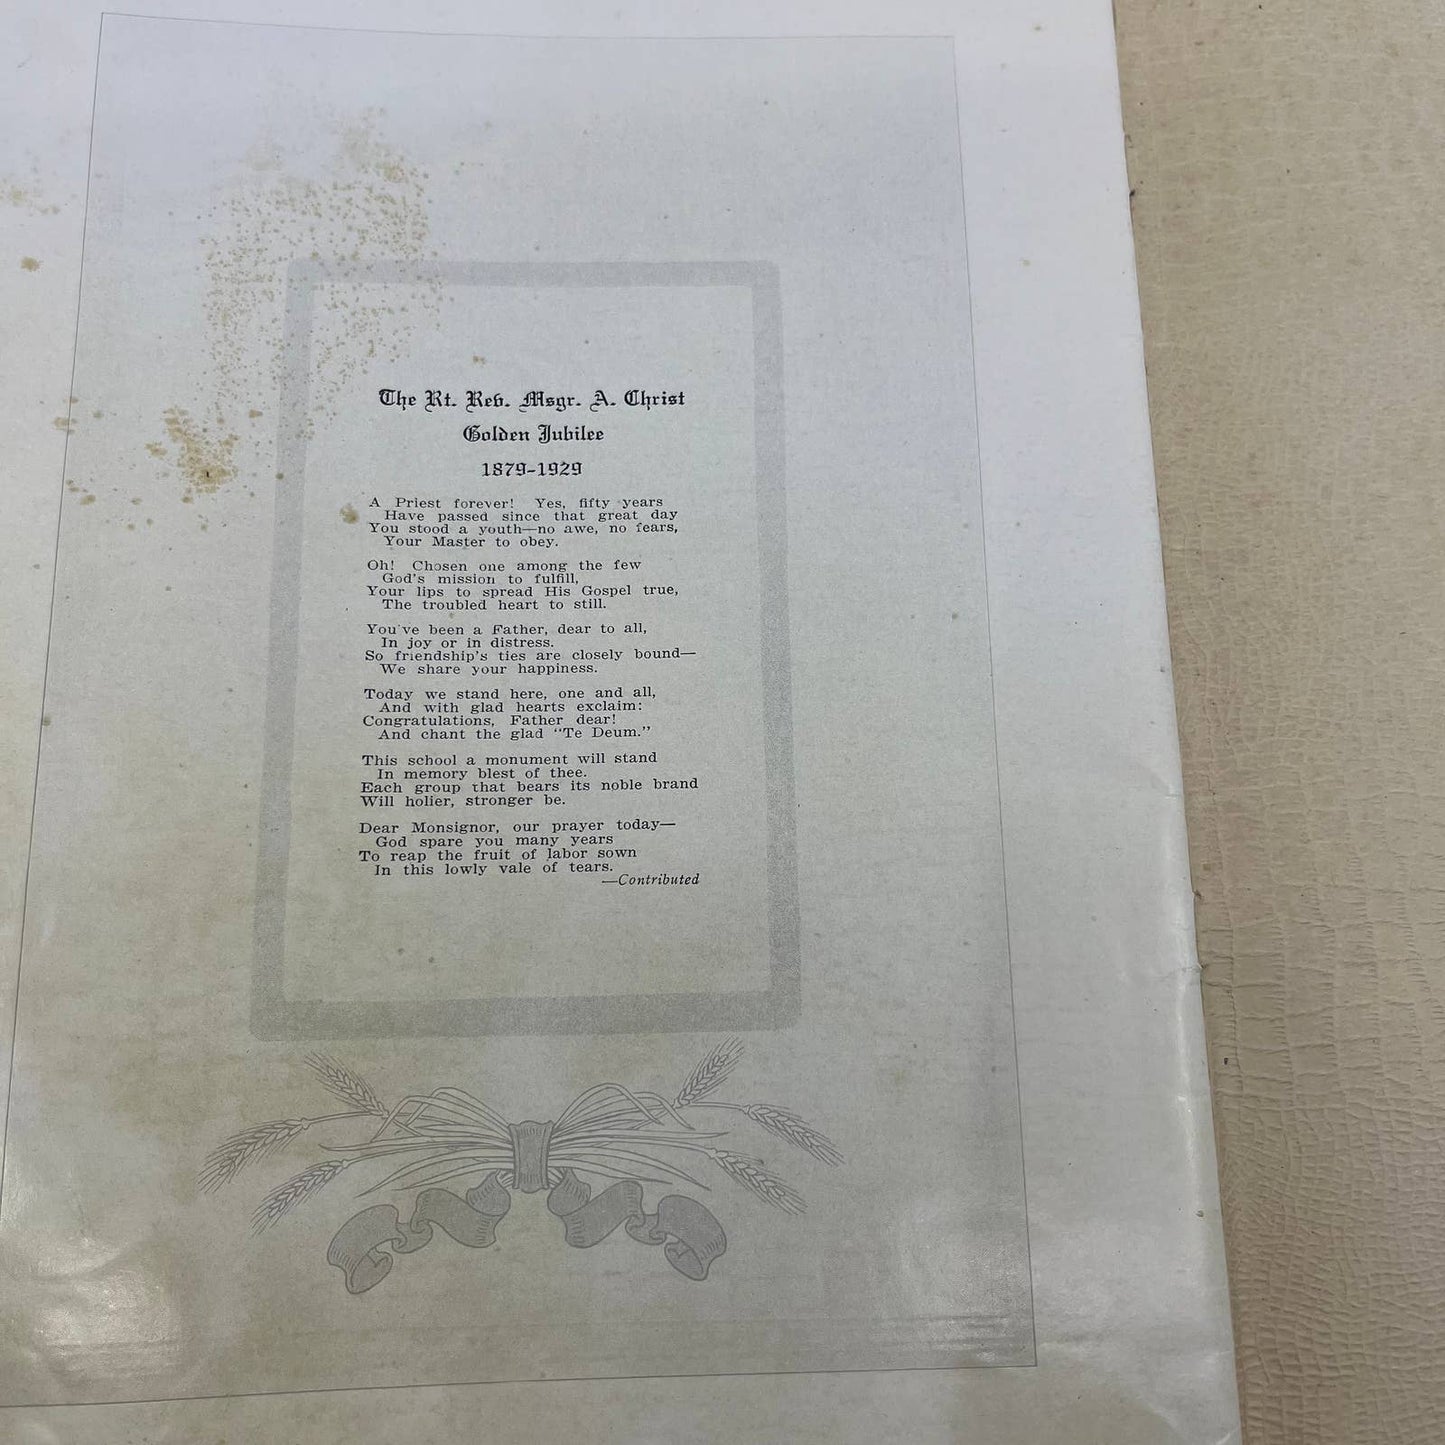 The Rt. Rev. Msgr. A. Christ
Golden Jubilee
1879-1929
A Priest forever! Yes, fifty years
Have passed since that great day
You stood a youth—no awe, no fears,
Your Master to obey.
Oh! Chosen one among the few
God's mission to fulfill,
Your lips to spread His Gospel true,
The troubled heart to still.
You've been a Father, dear to all,
In joy or in distress.
So friendship's ties are closely bound—
We share your happiness.
Today we stand here, one and all,
And with glad hearts exclaim:
Congratulations, Father dear!
And chant the glad "Te Deum."
This school a monument will stand
In memory blest of thee.
Each group that bears its noble brand
Will holier, stronger be.
Dear Monsignor, our prayer today—
God spare you many years
To reap the fruit of labor sown
In this lowly vale of tears.
—Contributed